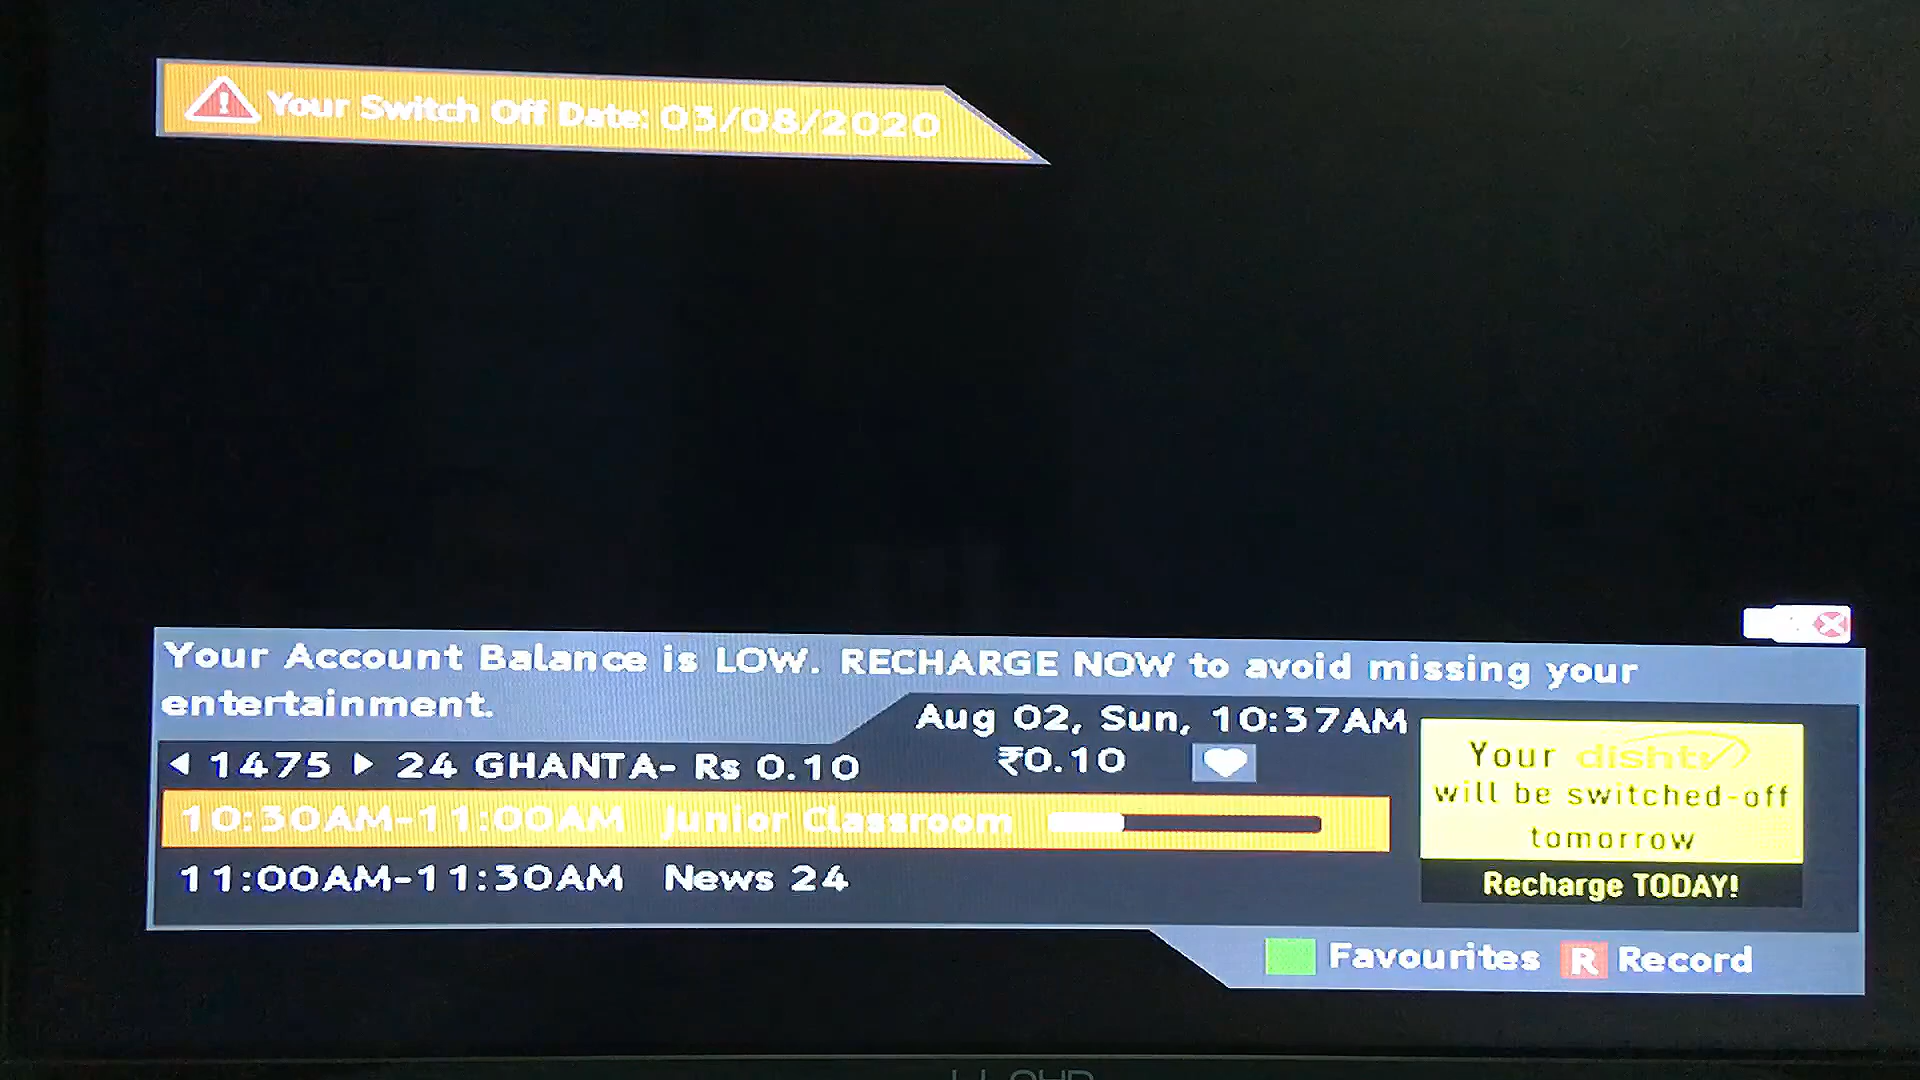 Your Switch Off Date: 03/08/2020
Your Account Balance is LOW. RECHARGE NOW to avoid missing your
entertainment.
Aug 02, Sun, 10:37AM
1475 24 GHANTA- Rs 0.10
₹0.10
10:30AM-11:00AM Junior Classroom
11:00AM-11:30AM News 24
Your dishtv
will be switched-off
tomorrow
Recharge TODAY!
Favourites R Record